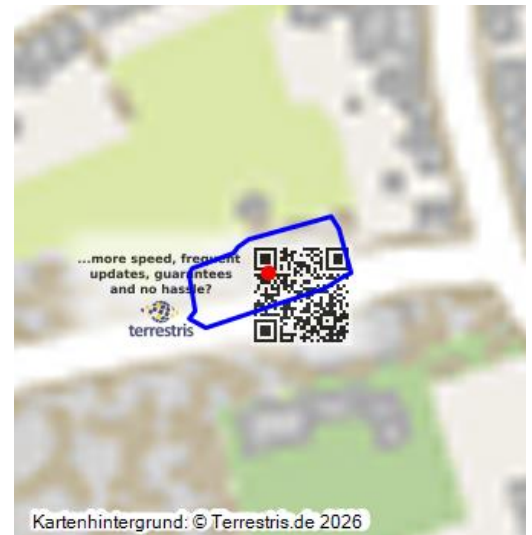 ...more speed, frequent
updates, guarantees
and no hassle?
terrestris
Kartenhintergrund: © Terrestris.de 2026